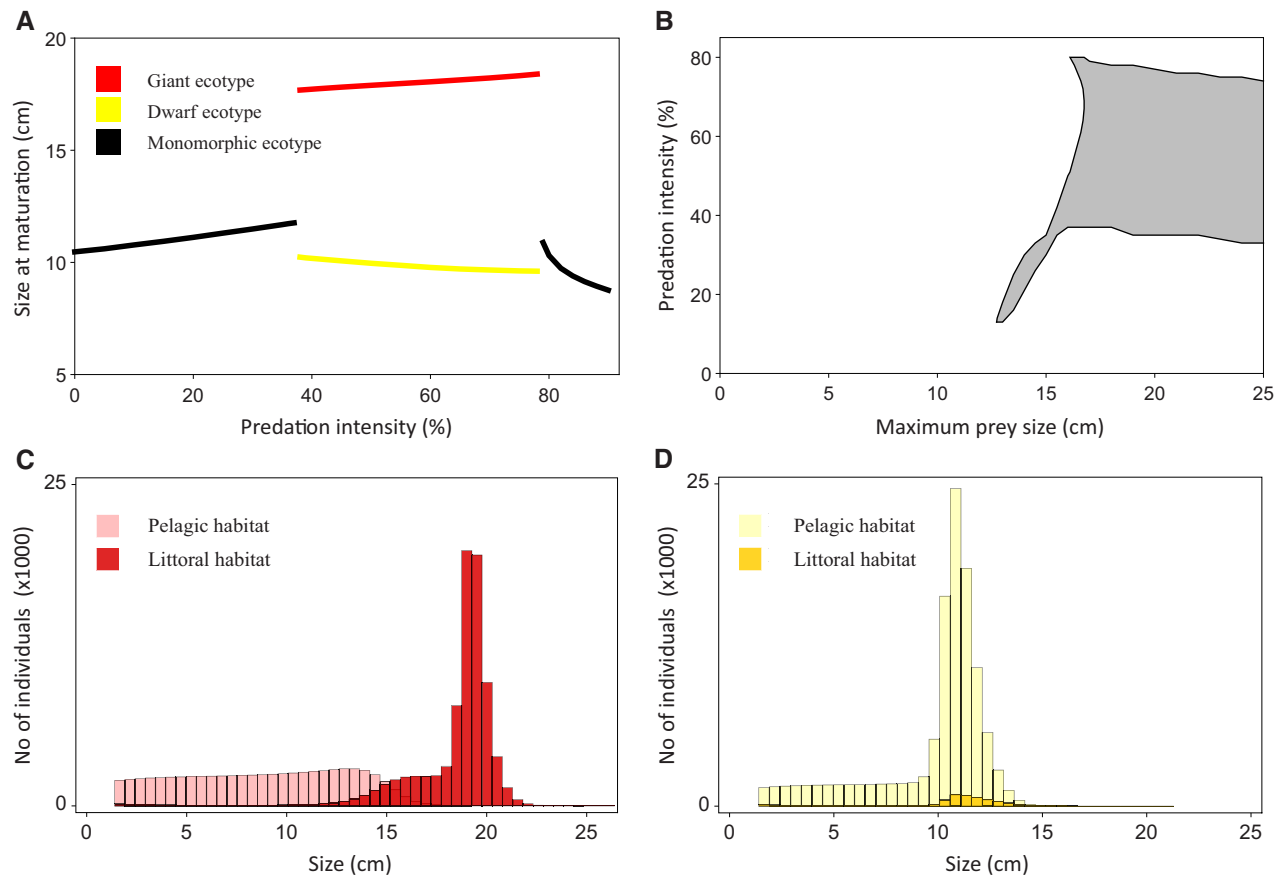 A
20
15
10
5
Size at maturation (cm)
Giant ecotype
Dwarf ecotype
Monomorphic ecotype
0 20 40 60 80
Predation intensity (%)
B
80
60
40
20
0
Predation intensity (%)
0 5 10 15 20 25
Maximum prey size (cm)
C
25
0
No of individuals (x1000)
Pelagic habitat
Littoral habitat
0 5 10 15 20 25
Size (cm)
D
25
0
No of individuals (x1000)
Pelagic habitat
Littoral habitat
0 5 10 15 20 25
Size (cm)